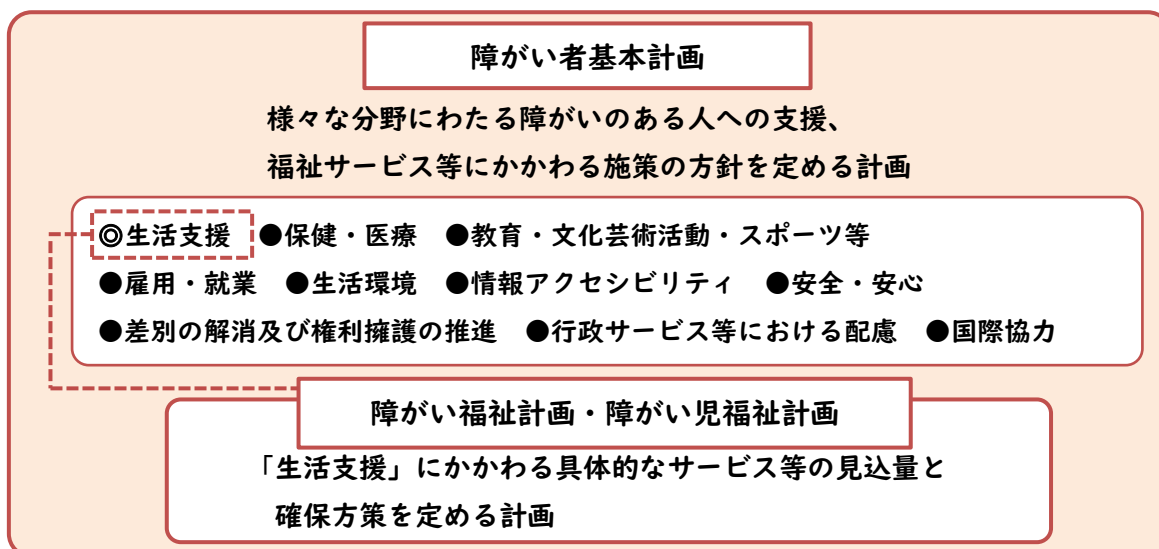 障がい者基本計画
様々な分野にわたる障がいのある人への支援、
福祉サービス等にかかわる施策の方針を定める計画
◎生活支援 ●保健・医療 ●教育・文化芸術活動・スポーツ等
●雇用・就業 ●生活環境 ●情報アクセシビリティ ●安全・安心
●差別の解消及び権利擁護の推進 ●行政サービス等における配慮 ●国際協力
障がい福祉計画・障がい児福祉計画
「生活支援」にかかわる具体的なサービス等の見込量と
確保方策を定める計画